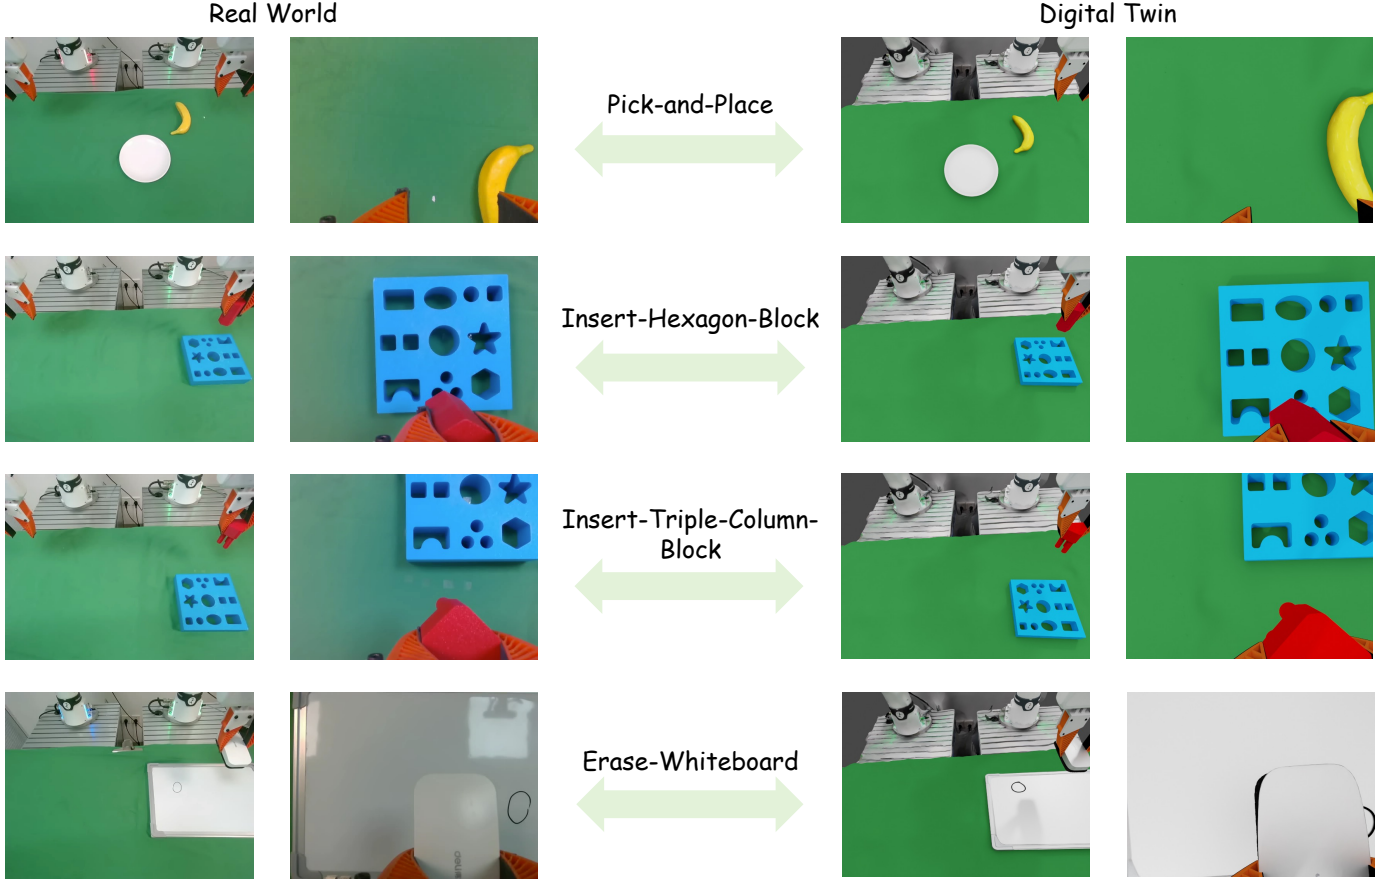 Real World
Digital Twin
Pick-and-Place
Insert-Hexagon-Block
Insert-Triple-Column-
Block
Erase-Whiteboard